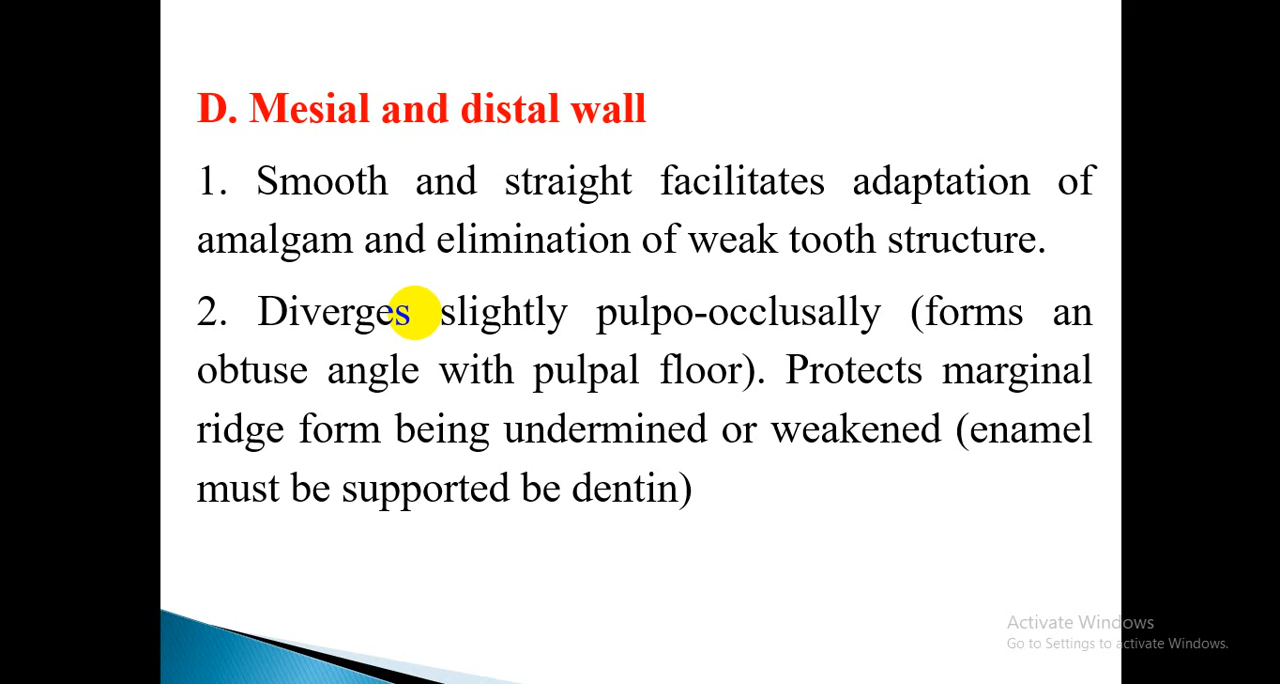 D. Mesial and distal wall
1. Smooth and straight facilitates adaptation of
amalgam and elimination of weak tooth structure.
2. Diverges slightly pulpo-occlusally (forms an
obtuse angle with pulpal floor). Protects marginal
ridge form being undermined or weakened (enamel
must be supported be dentin)
Activate Windows
Go to Settings to activate Windows.